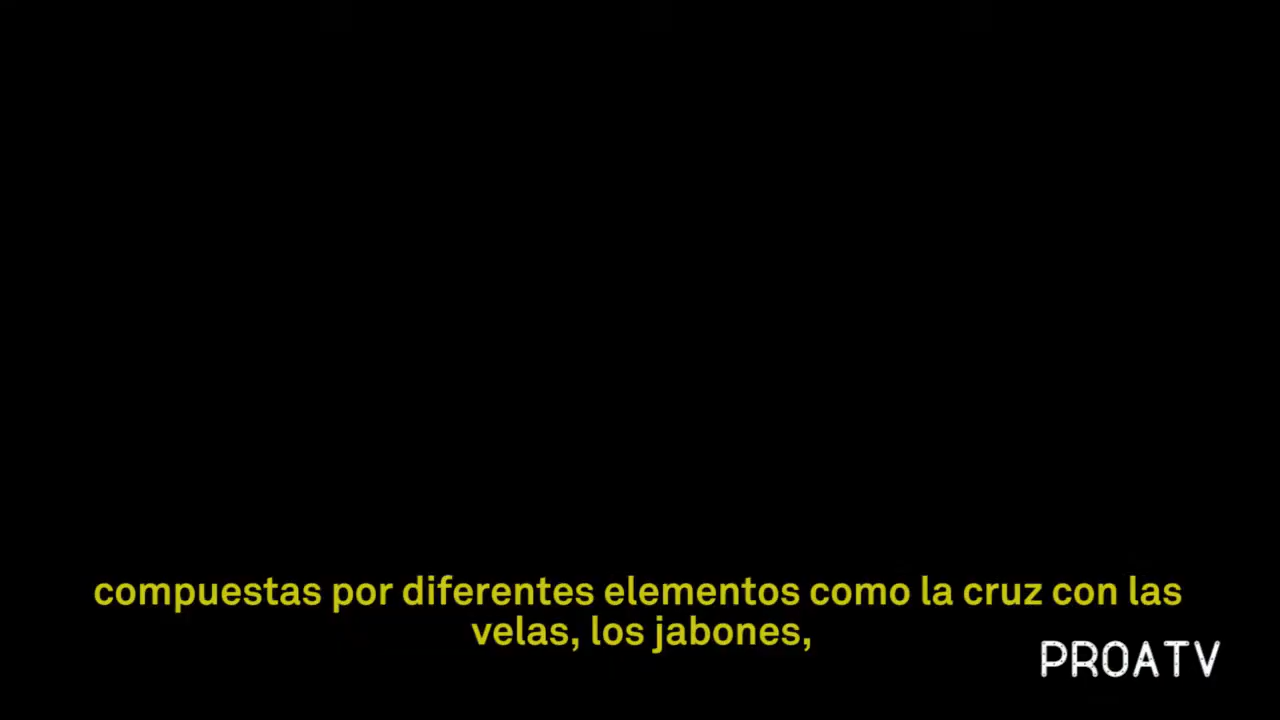 compuestas por diferentes elementos como la cruz con las
velas, los jabones,
PROATV